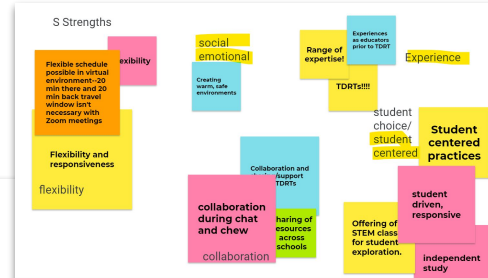 S Strengths
exibility
Flexible schedule
possible in virtual
environment--20
min there and 20
min back travel
window isn't
necessary with
Zoom meetings
Flexibility and
responsiveness
flexibility
social
emotional
Creating
warm, safe
environments
Range of
expertise!
Experiences
as educators
prior to TDRT
TDRTs!!!!
Experience
student
choice/
student
centered
Student
centered
practices
Collaboration and
support
TDRTs
collaboration
during chat
and chew
collaboration
haring of
esources
across
schools
Offering of
STEM class
for student
exploration.
student
driven,
responsive
independent
study